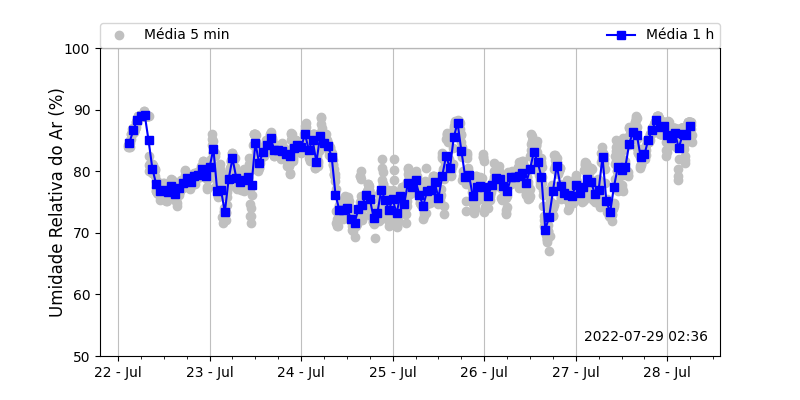 Média 5 min
Média 1 h
Umidade Relativa do Ar (%)
100
90
80
70
60
50
2022-07-29 02:36
22 - Jul
23 - Jul
24 - Jul
25 - Jul
26 - Jul
27 - Jul
28 - Jul